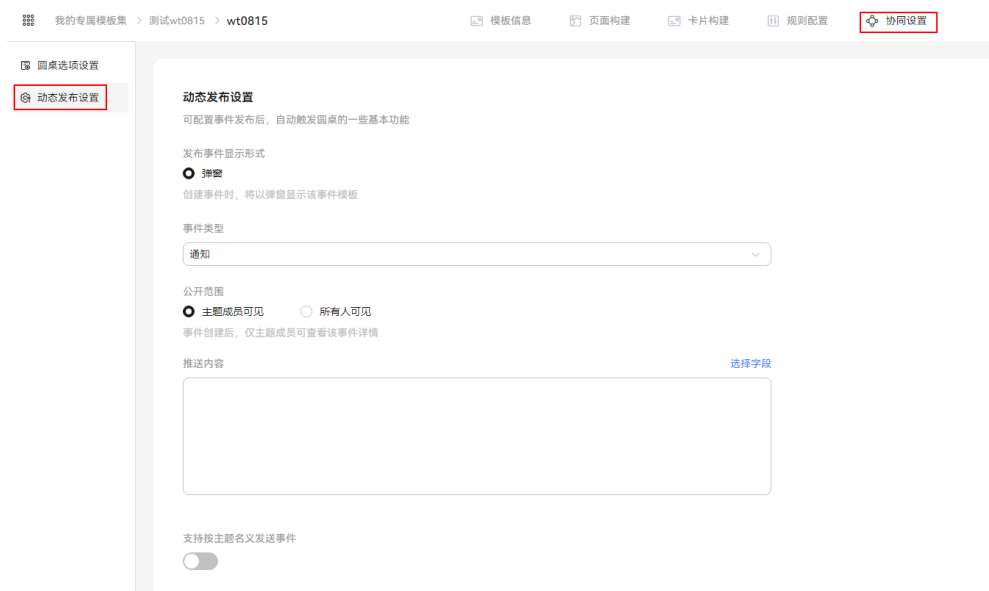 我的专属模板集 > 测试wt0815 > wt0815
模板信息
页面构建
卡片构建
规则配置
协同设置
圆桌选项设置
动态发布设置
动态发布设置
可配置事件发布后，自动触发圆桌的一些基本功能
发布事件显示形式
弹窗
创建事件时，将以弹窗显示该事件模板
事件类型
通知
公开范围
主题成员可见
所有人可见
事件创建后，仅主题成员可查看该事件详情
推送内容
选择字段
支持按主题名义发送事件